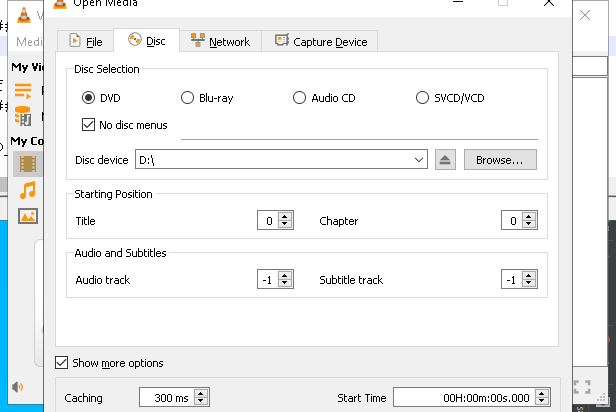 Open Media
V
Media
File Disc Network Capture Device
Disc Selection
DVD Blu-ray Audio CD SVCD/VCD
No disc menus
Disc device D:\ Browse...
Starting Position
Title 0 Chapter 0
Audio and Subtitles
Audio track -1 Subtitle track -1
Show more options
Caching 300 ms Start Time 00H:00m:00s.000
My Vi
My Co
##